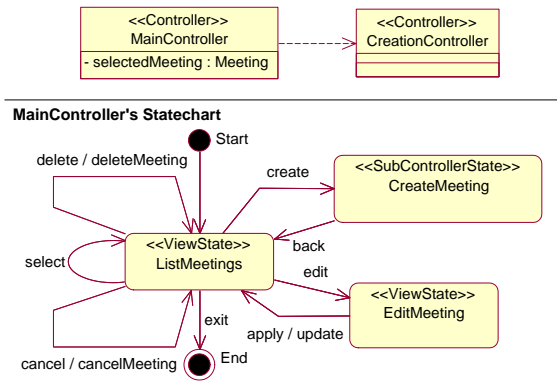 <<Controller>>
MainController
- selectedMeeting : Meeting
<<Controller>>
CreationController
MainController's Statechart
Start
delete / deleteMeeting
create
<<SubControllerState>>
CreateMeeting
back
<<ViewState>>
ListMeetings
select
edit
<<ViewState>>
EditMeeting
apply / update
exit
cancel / cancelMeeting
End